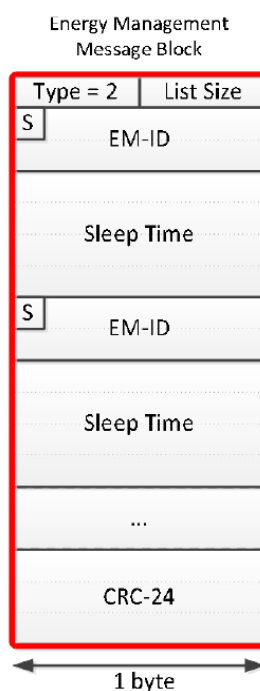 Energy Management
Message Block
Type = 2 List Size
S
EM-ID
Sleep Time
S
EM-ID
Sleep Time
...
CRC-24
1 byte